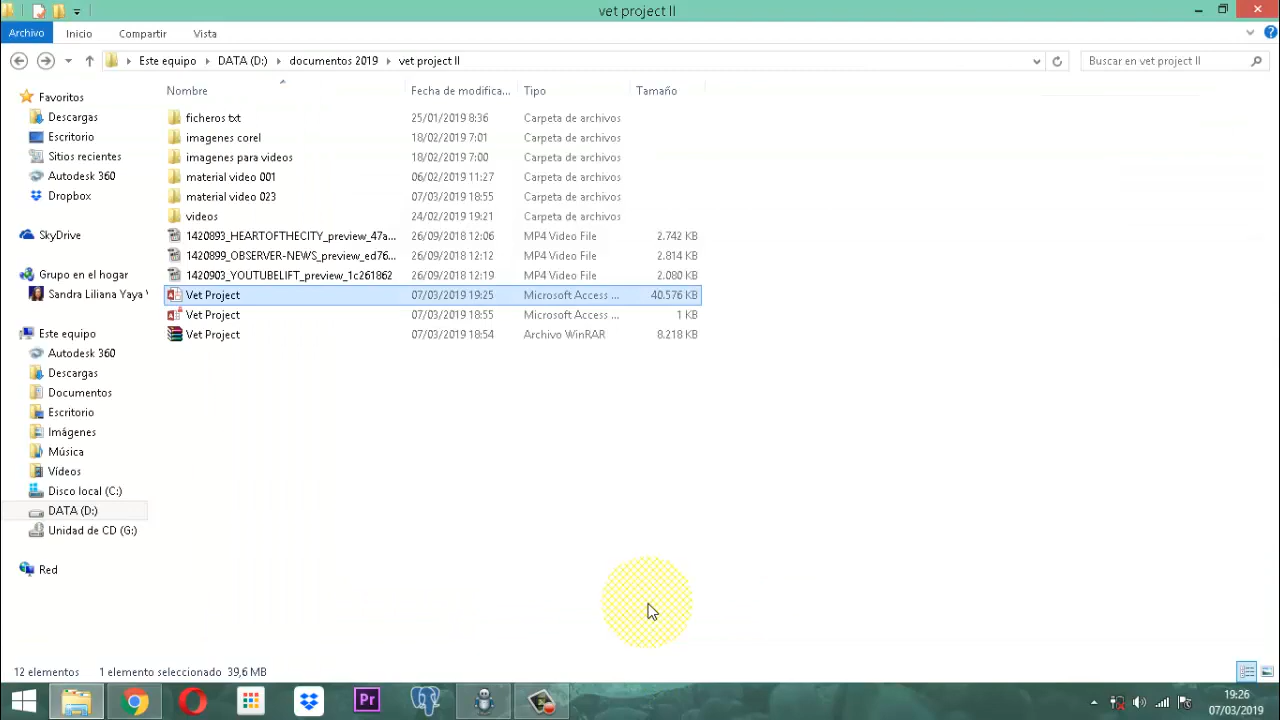 vet project II
Archivo Inicio Compartir Vista
Este equipo DATA (D:) documentos 2019 vet project II Buscar en vet project II
Nombre Fecha de modifica... Tipo Tamaño
Favoritos
Descargas
Escritorio
Sitios recientes
Autodesk 360
Dropbox
SkyDrive
Grupo en el hogar
Sandra Liliana Yaya
Este equipo
Autodesk 360
Descargas
Documentos
Escritorio
Imágenes
Música
Vídeos
Disco local (C:)
DATA (D:)
Unidad de CD (G:)
Red
ficheros txt 25/01/2019 8:36 Carpeta de archivos
imagenes corel 18/02/2019 7:01 Carpeta de archivos
imagenes para videos 18/02/2019 7:00 Carpeta de archivos
material video 001 06/02/2019 11:27 Carpeta de archivos
material video 023 07/03/2019 18:55 Carpeta de archivos
videos 24/02/2019 19:21 Carpeta de archivos
1420893_HEARTOFTHECITY_preview_47a... 26/09/2018 12:06 MP4 Video File 2.742 KB
1420899_OBSERVER-NEWS_preview_ed76... 26/09/2018 12:12 MP4 Video File 2.814 KB
1420903_YOUTUBELIFT_preview_1c261862 26/09/2018 12:19 MP4 Video File 2.080 KB
Vet Project 07/03/2019 19:25 Microsoft Access ... 40.576 KB
Vet Project 07/03/2019 18:55 Microsoft Access ... 1 KB
Vet Project 07/03/2019 18:54 Archivo WinRAR 8.218 KB
12 elementos 1 elemento seleccionado 39,6 MB
Pr
19:26
07/03/2019